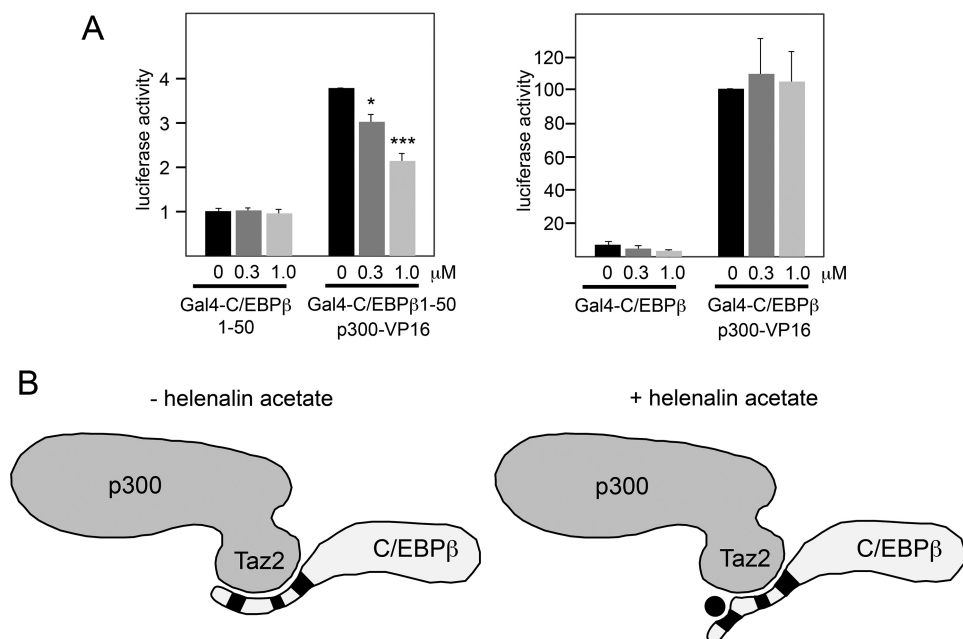 A
luciferase activity
4
3
2
1
*
***
0 0.3 1.0 0 0.3 1.0 μM
Gal4-C/EBPβ
1-50
Gal4-C/EBPβ1-50
p300-VP16
luciferase activity
120
100
80
60
40
20
0 0.3 1.0 0 0.3 1.0 μM
Gal4-C/EBPβ
Gal4-C/EBPβ
p300-VP16
B
- helenalin acetate
p300
Taz2
C/EBPβ
+ helenalin acetate
p300
Taz2
C/EBPβ